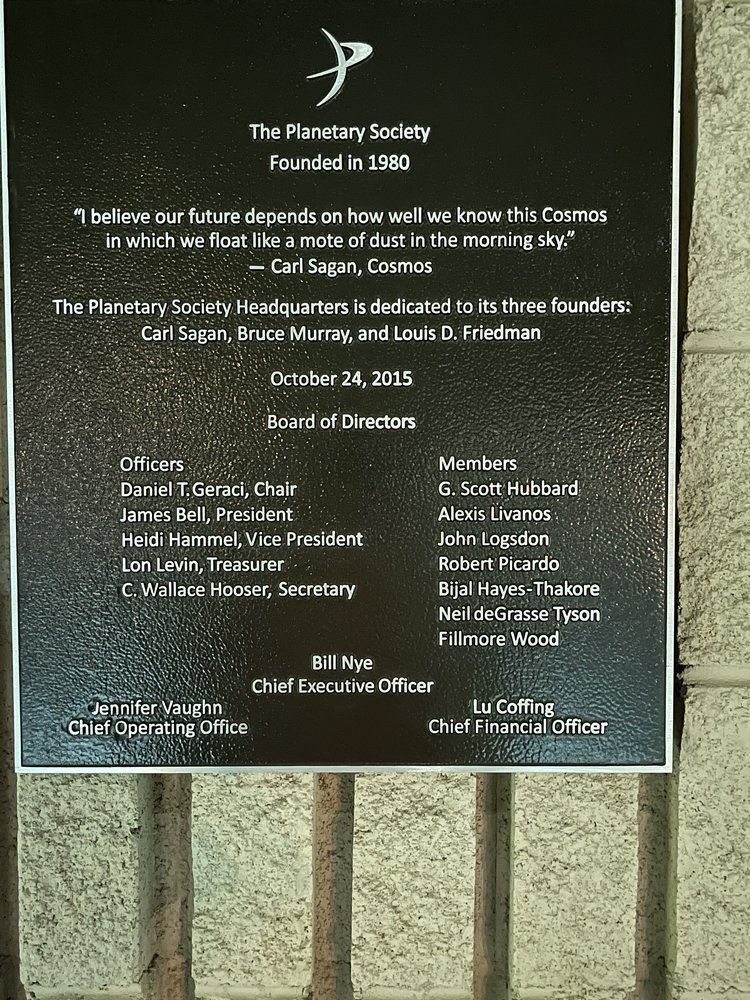 The Planetary Society
Founded in 1980
“I believe our future depends on how well we know this Cosmos
in which we float like a mote of dust in the morning sky.”
— Carl Sagan, Cosmos
The Planetary Society Headquarters is dedicated to its three founders:
Carl Sagan, Bruce Murray, and Louis D. Friedman
October 24, 2015
Board of Directors
Officers
Daniel T. Geraci, Chair
James Bell, President
Heidi Hammel, Vice President
Lon Levin, Treasurer
C. Wallace Hooser, Secretary
Members
G. Scott Hubbard
Alexis Livanos
John Logsdon
Robert Picardo
Bijal Hayes-Thakore
Neil deGrasse Tyson
Fillmore Wood
Bill Nye
Chief Executive Officer
Jennifer Vaughn
Chief Operating Office
Lu Coffing
Chief Financial Officer